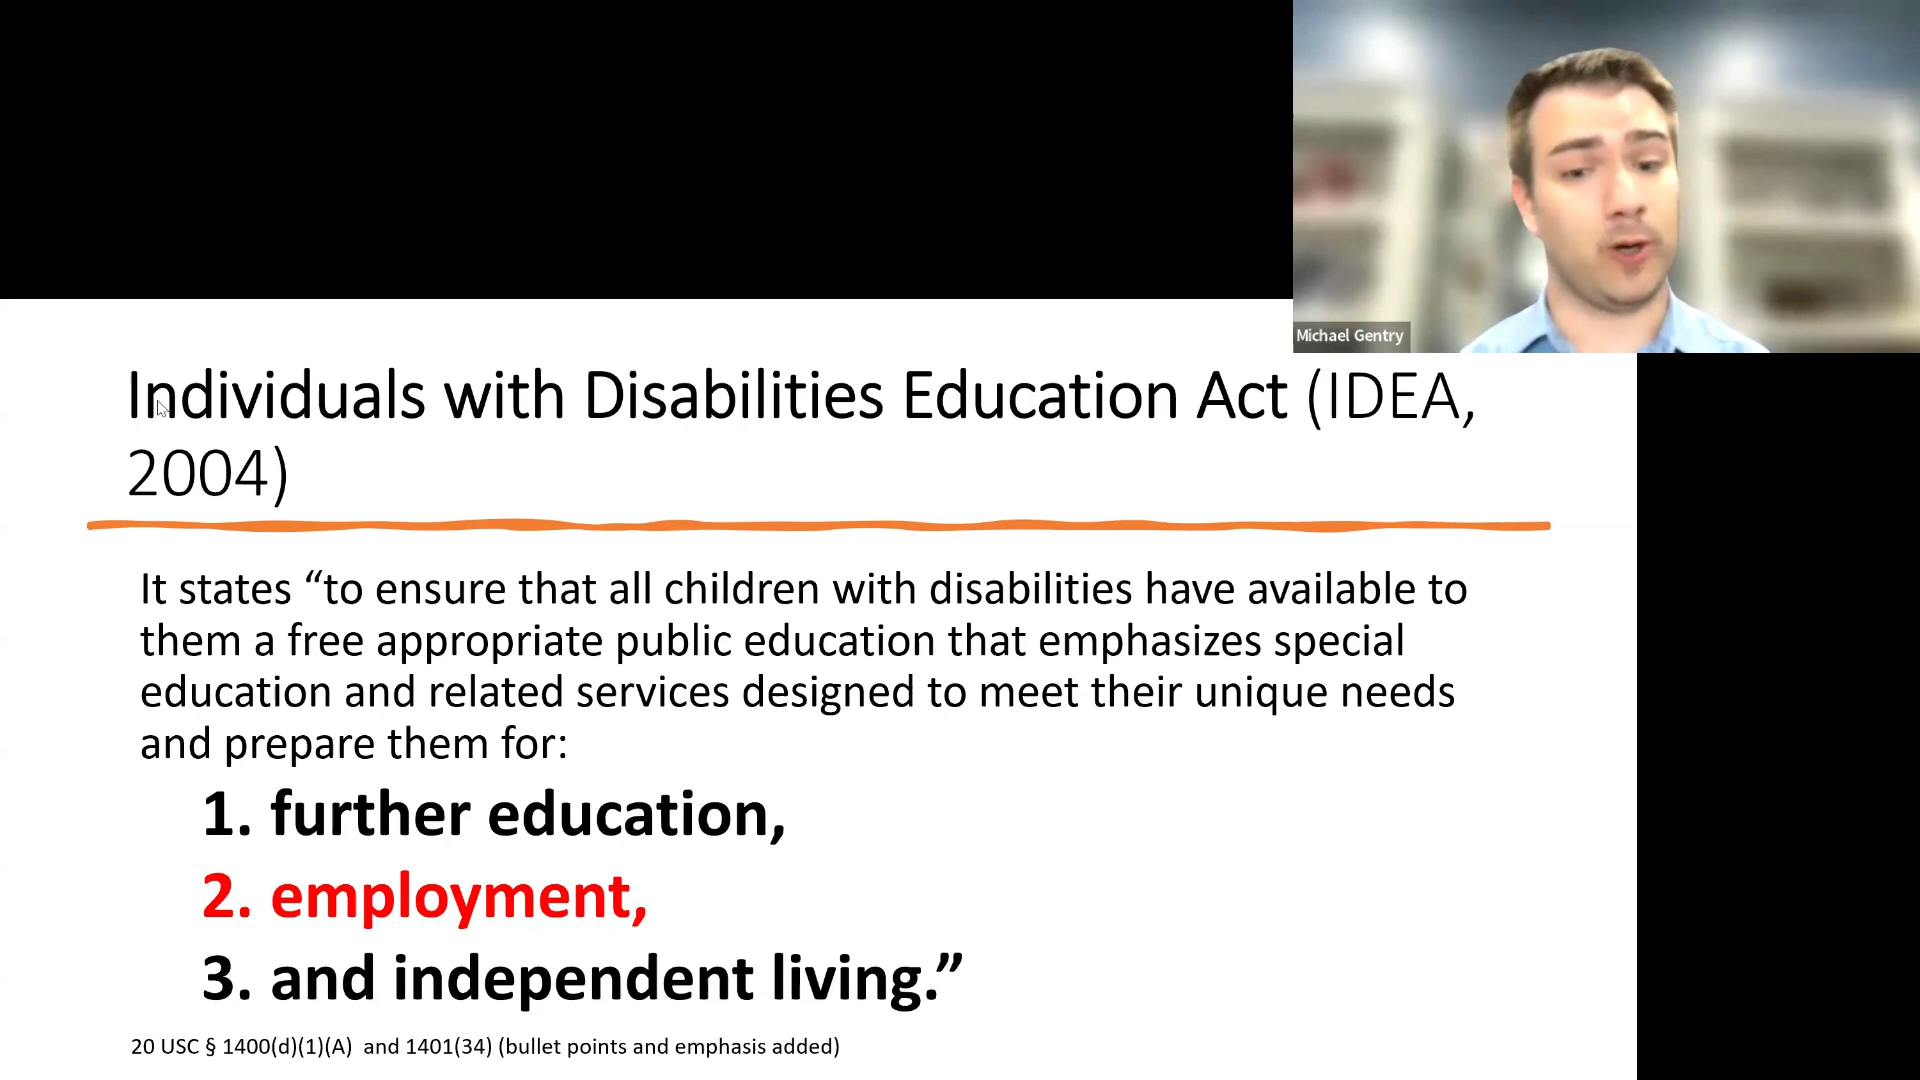 Michael Gentry
Individuals with Disabilities Education Act (IDEA,
2004)
It states “to ensure that all children with disabilities have available to
them a free appropriate public education that emphasizes special
education and related services designed to meet their unique needs
and prepare them for:
1. further education,
2. employment,
3. and independent living.”
20 USC § 1400(d)(1)(A)  and 1401(34) (bullet points and emphasis added)